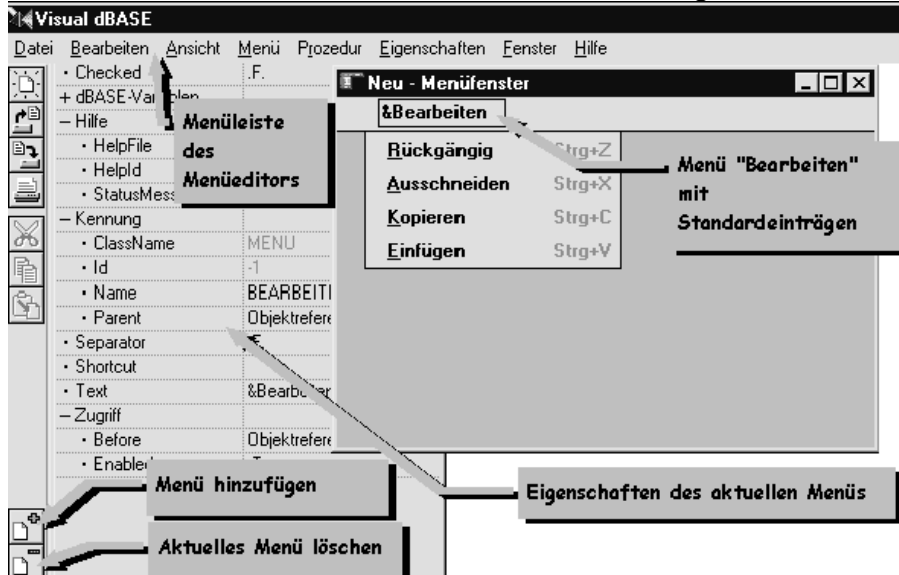 Visual dBASE
Datei Bearbeiten Ansicht Menü Prozedur Eigenschaften Fenster Hilfe
Checked .F.
+ dBASE-Variablen
– Hilfe
HelpFile
HelpId
StatusMess
– Kennung
ClassName MENU
Id -1
Name BEARBEITE
Parent Objektrefere
Separator
Shortcut
Text &Bearbeiten
– Zugriff
Before Objektrefere
Enabled
Menüleiste
des
Menüeditors
Neu - Menüfenster
&Bearbeiten
Rückgängig Strg+Z
Ausschneiden Strg+X
Kopieren Strg+C
Einfügen Strg+V
Menü "Bearbeiten"
mit
Standardeinträgen
Eigenschaften des aktuellen Menüs
Menü hinzufügen
Aktuelles Menü löschen